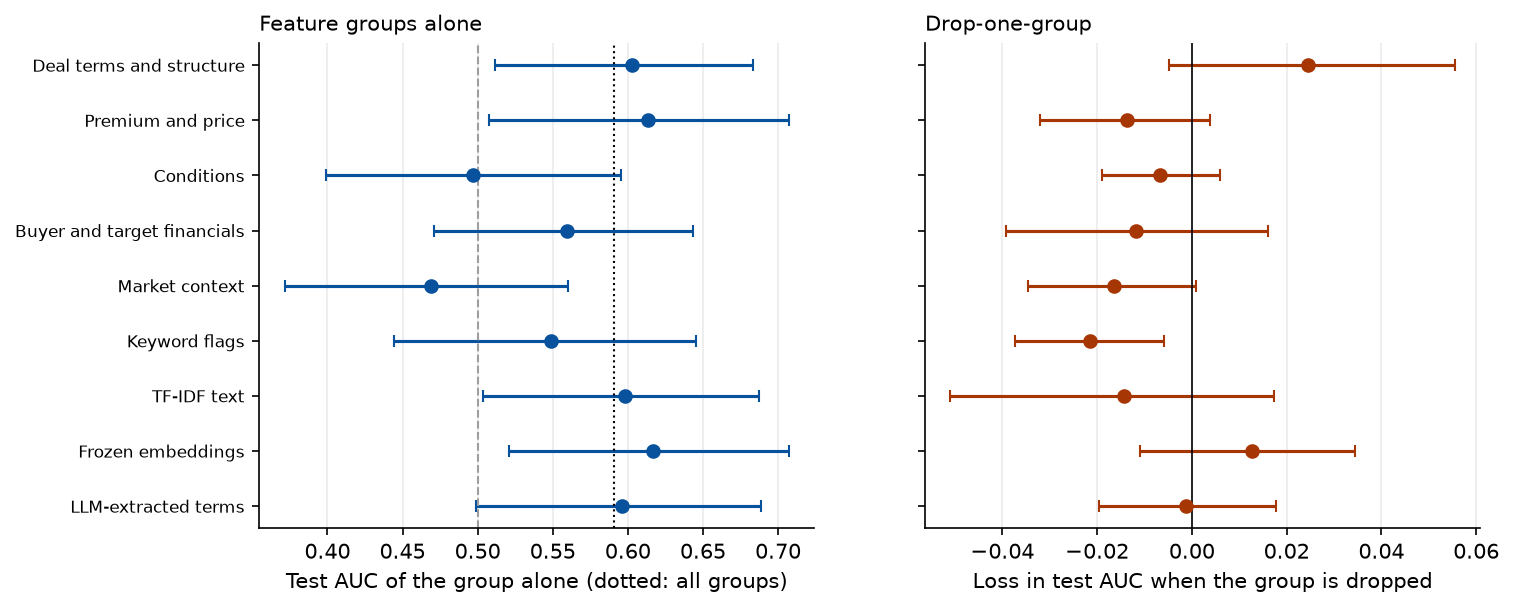 Feature groups alone
Drop-one-group
Deal terms and structure
Premium and price
Conditions
Buyer and target financials
Market context
Keyword flags
TF-IDF text
Frozen embeddings
LLM-extracted terms
0.40 0.45 0.50 0.55 0.60 0.65 0.70
−0.04 −0.02 0.00 0.02 0.04 0.06
Test AUC of the group alone (dotted: all groups)
Loss in test AUC when the group is dropped